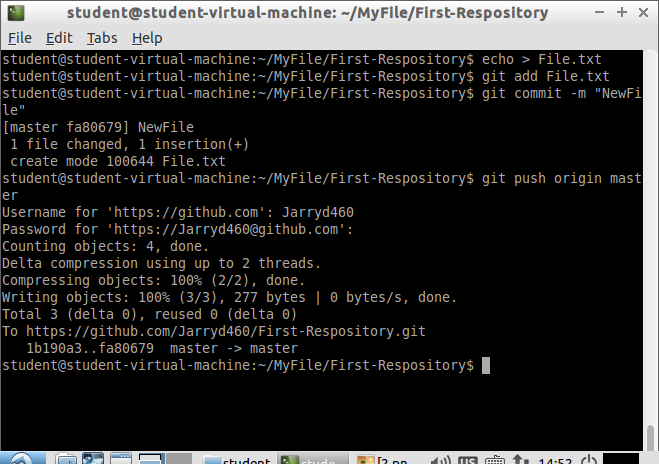 student@student-virtual-machine: ~/MyFile/First-Respository
File Edit Tabs Help
student@student-virtual-machine:~/MyFile/First-Respository$ echo > File.txt
student@student-virtual-machine:~/MyFile/First-Respository$ git add File.txt
student@student-virtual-machine:~/MyFile/First-Respository$ git commit -m "NewFi
le"
[master fa80679] NewFile
 1 file changed, 1 insertion(+)
 create mode 100644 File.txt
student@student-virtual-machine:~/MyFile/First-Respository$ git push origin mast
er
Username for 'https://github.com': Jarryd460
Password for 'https://Jarryd460@github.com':
Counting objects: 4, done.
Delta compression using up to 2 threads.
Compressing objects: 100% (2/2), done.
Writing objects: 100% (3/3), 277 bytes | 0 bytes/s, done.
Total 3 (delta 0), reused 0 (delta 0)
To https://github.com/Jarryd460/First-Respository.git
   1b190a3..fa80679  master -> master
student@student-virtual-machine:~/MyFile/First-Respository$
student stude [2 pp US 14:52